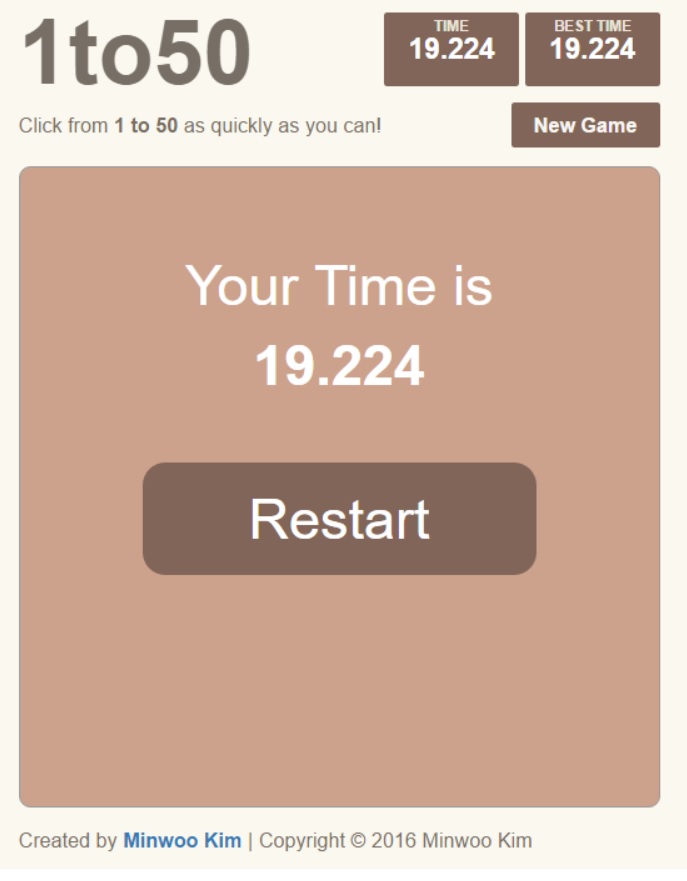 1to50
TIME
19.224
BEST TIME
19.224
Click from 1 to 50 as quickly as you can!
New Game
Your Time is
19.224
Restart
Created by Minwoo Kim | Copyright © 2016 Minwoo Kim